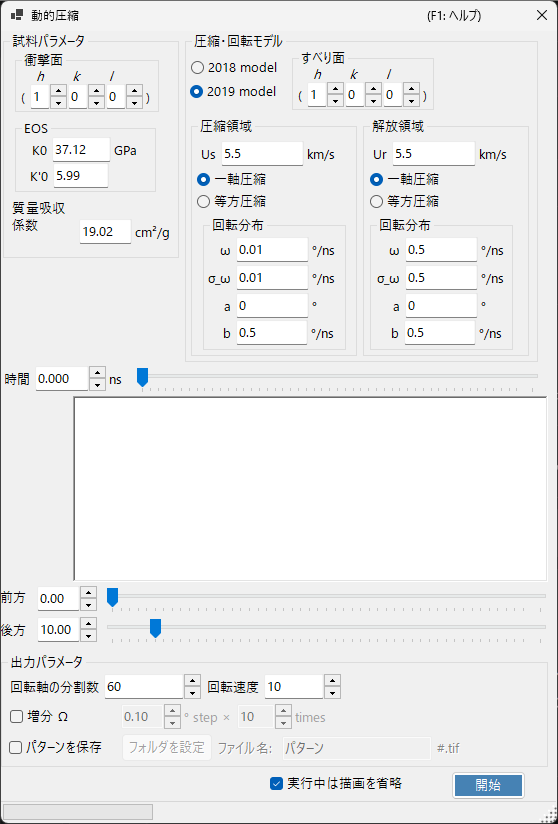 動的圧縮 (F1: ヘルプ)
試料パラメータ
衝撃面
h k l
( 1 0 0 )
EOS
K0 37.12 GPa
K'0 5.99
質量吸収
係数 19.02 cm²/g
圧縮・回転モデル
2018 model
2019 model
すべり面
h k l
( 1 0 0 )
圧縮領域
Us 5.5 km/s
一軸圧縮
等方圧縮
回転分布
ω 0.01 °/ns
σ_ω 0.01 °/ns
a 0 °
b 0.5 °/ns
解放領域
Ur 5.5 km/s
一軸圧縮
等方圧縮
回転分布
ω 0.5 °/ns
σ_ω 0.5 °/ns
a 0 °
b 0.5 °/ns
時間 0.000 ns
前方 0.00
後方 10.00
出力パラメータ
回転軸の分割数 60 回転速度 10
増分 Ω 0.10 ° step × 10 times
パターンを保存 フォルダを設定 ファイル名: パターン #.tif
実行中は描画を省略 開始